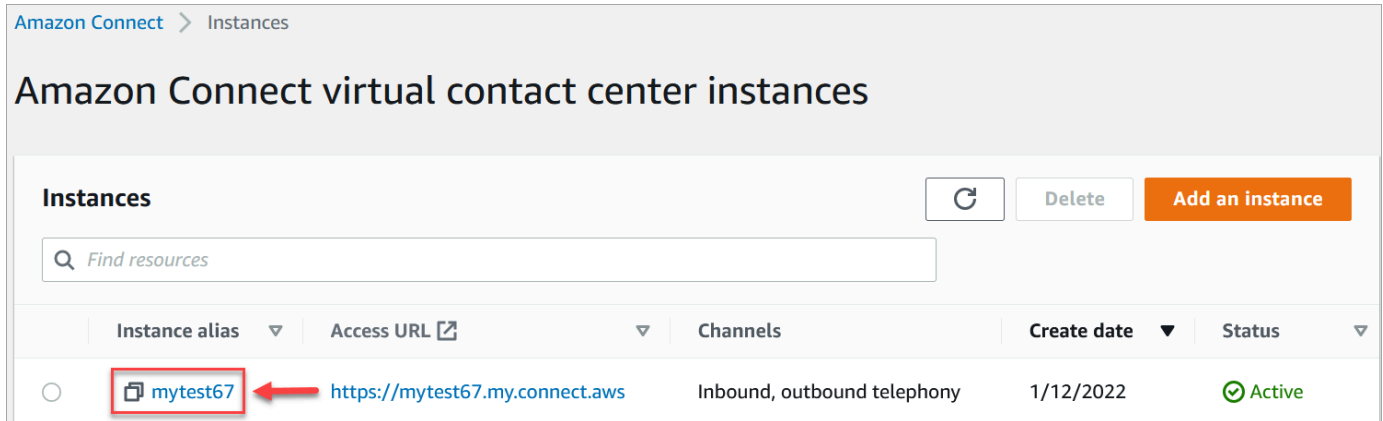 Amazon Connect > Instances
Amazon Connect virtual contact center instances
Instances
Delete
Add an instance
Find resources
Instance alias Access URL Channels Create date Status
mytest67 https://mytest67.my.connect.aws Inbound, outbound telephony 1/12/2022 Active